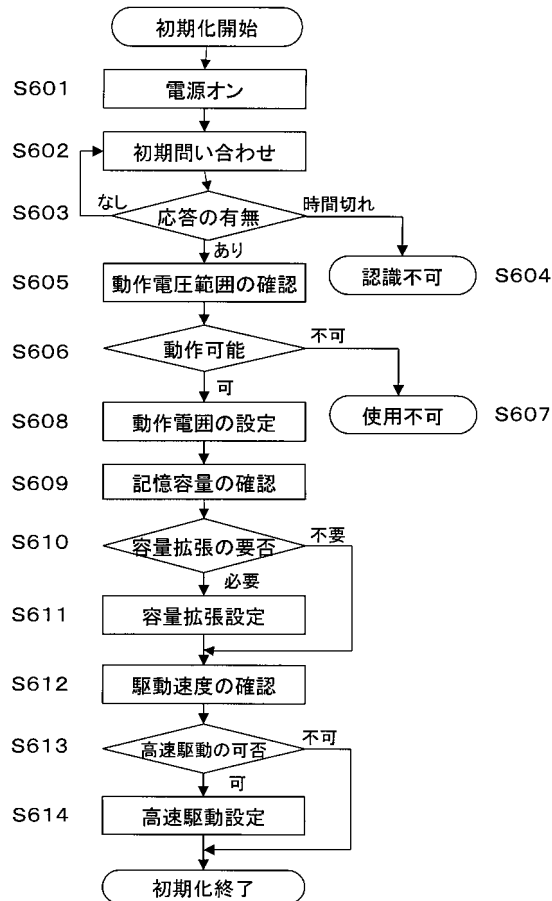 初期化開始
S601 電源オン
S602 初期問い合わせ
なし 時間切れ
S603 応答の有無
あり
認識不可 S604
S605 動作電圧範囲の確認
不可
S606 動作可能
可
使用不可 S607
S608 動作電囲の設定
S609 記憶容量の確認
不要
S610 容量拡張の要否
必要
S611 容量拡張設定
S612 駆動速度の確認
不可
S613 高速駆動の可否
可
S614 高速駆動設定
初期化終了